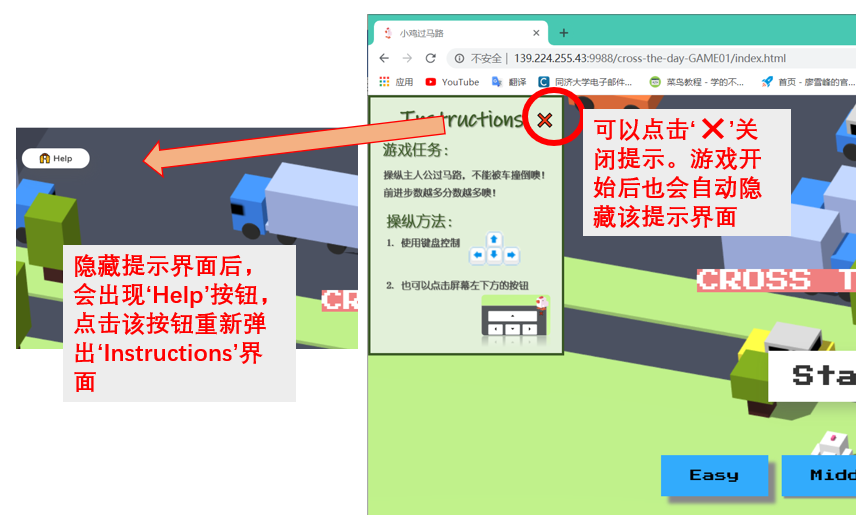 小鸡过马路
不安全 | 139.224.255.43:9988/cross-the-day-GAME01/index.html
应用 YouTube 翻译 同济大学电子邮件... 菜鸟教程 - 学的不... 首页 - 廖雪峰的官...
Instructions
游戏任务：
操纵主人公过马路，不能被车撞倒噢！
前进步数越多分数越多噢！
操纵方法：
1. 使用键盘控制
2. 也可以点击屏幕左下方的按钮
可以点击‘❌’关
闭提示。游戏开
始后也会自动隐
藏该提示界面
Help
隐藏提示界面后，
会出现‘Help’按钮，
点击该按钮重新弹
出‘Instructions’界
面
CR
CROSS T
Sta
Easy
Midd